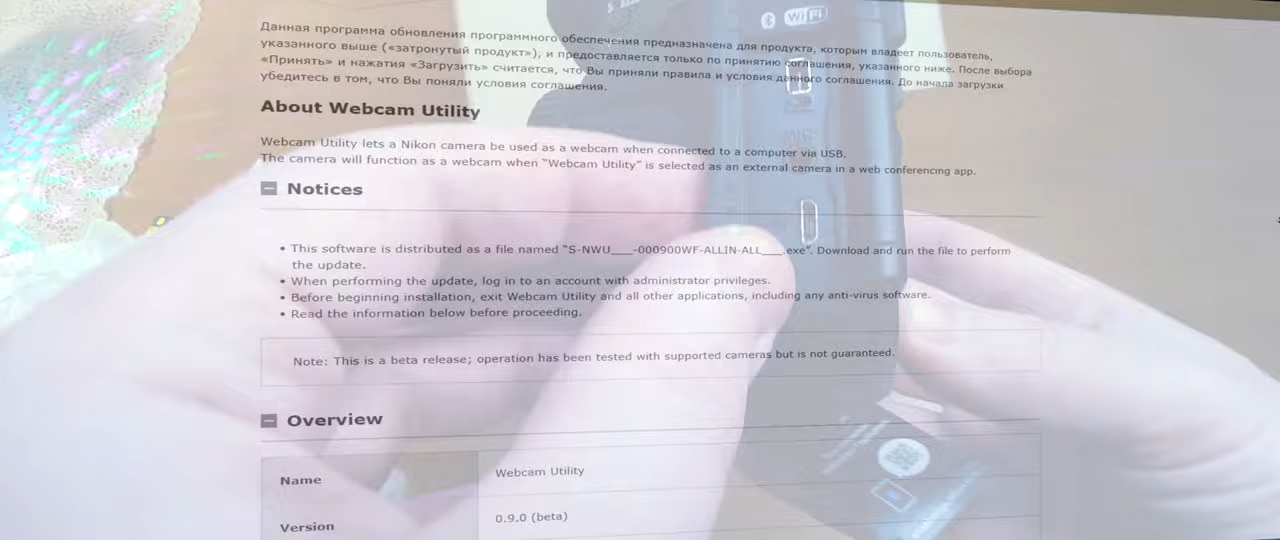 WiFi
Данная программа обновления программного обеспечения предназначена для продукта, которым владеет пользователь,
указанного выше («затронутый продукт»), и предоставляется только по принятию соглашения, указанного ниже. После выбора
«Принять» и нажатия «Загрузить» считается, что Вы приняли правила и условия данного соглашения. До начала загрузки
убедитесь в том, что Вы поняли условия соглашения.
About Webcam Utility
Webcam Utility lets a Nikon camera be used as a webcam when connected to a computer via USB.
The camera will function as a webcam when “Webcam Utility” is selected as an external camera in a web conferencing app.
Notices
• This software is distributed as a file named “S-NWU___-000900WF-ALLIN-ALL___.exe”. Download and run the file to perform
the update.
• When performing the update, log in to an account with administrator privileges.
• Before beginning installation, exit Webcam Utility and all other applications, including any anti-virus software.
• Read the information below before proceeding.
Note: This is a beta release; operation has been tested with supported cameras but is not guaranteed.
Overview
Name
Webcam Utility
Version
0.9.0 (beta)